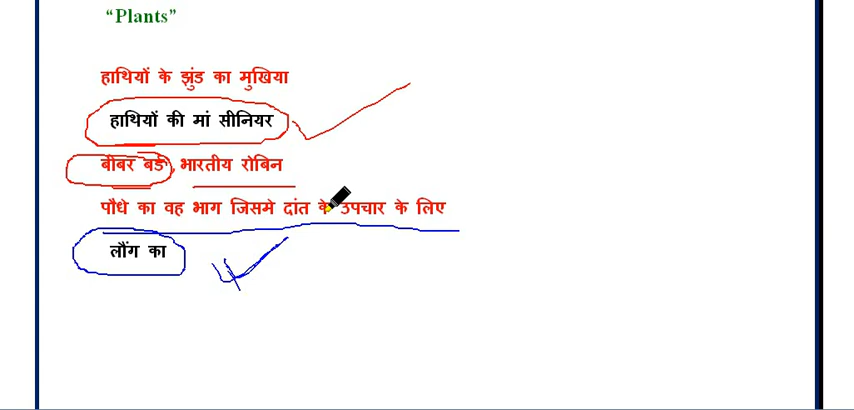 “Plants”
हाथियों के झुंड का मुखिया
हाथियों की मां सीनियर
बीबर बर्ड, भारतीय रोबिन
पौधे का वह भाग जिसमे दांत के उपचार के लिए
लौंग का